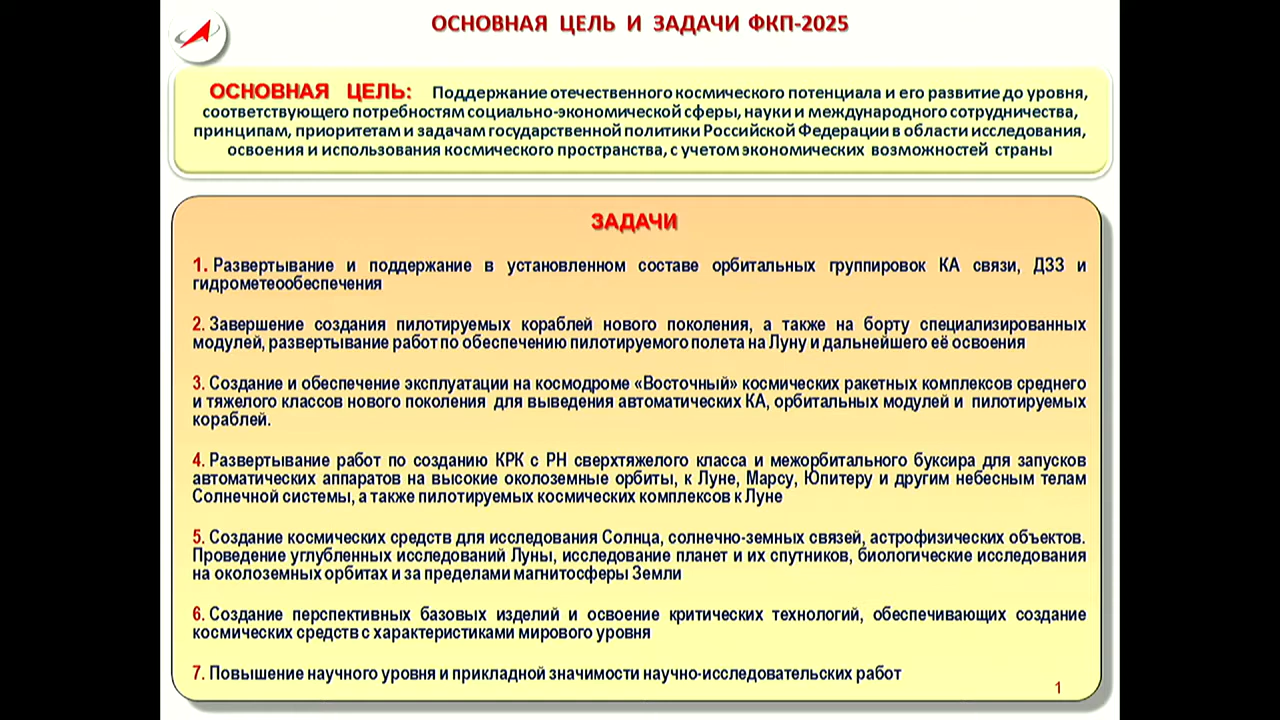 ОСНОВНАЯ ЦЕЛЬ И ЗАДАЧИ ФКП-2025
ОСНОВНАЯ ЦЕЛЬ: Поддержание отечественного космического потенциала и его развитие до уровня,
соответствующего потребностям социально-экономической сферы, науки и международного сотрудничества,
принципам, приоритетам и задачам государственной политики Российской Федерации в области исследования,
освоения и использования космического пространства, с учетом экономических возможностей страны
ЗАДАЧИ
1. Развертывание и поддержание в установленном составе орбитальных группировок КА связи, ДЗЗ и
гидрометеообеспечения
2. Завершение создания пилотируемых кораблей нового поколения, а также на борту специализированных
модулей, развертывание работ по обеспечению пилотируемого полета на Луну и дальнейшего её освоения
3. Создание и обеспечение эксплуатации на космодроме «Восточный» космических ракетных комплексов среднего
и тяжелого классов нового поколения для выведения автоматических КА, орбитальных модулей и пилотируемых
кораблей.
4. Развертывание работ по созданию КРК с РН сверхтяжелого класса и межорбитального буксира для запусков
автоматических аппаратов на высокие околоземные орбиты, к Луне, Марсу, Юпитеру и другим небесным телам
Солнечной системы, а также пилотируемых космических комплексов к Луне
5. Создание космических средств для исследования Солнца, солнечно-земных связей, астрофизических объектов.
Проведение углубленных исследований Луны, исследование планет и их спутников, биологические исследования
на околоземных орбитах и за пределами магнитосферы Земли
6. Создание перспективных базовых изделий и освоение критических технологий, обеспечивающих создание
космических средств с характеристиками мирового уровня
7. Повышение научного уровня и прикладной значимости научно-исследовательских работ
1